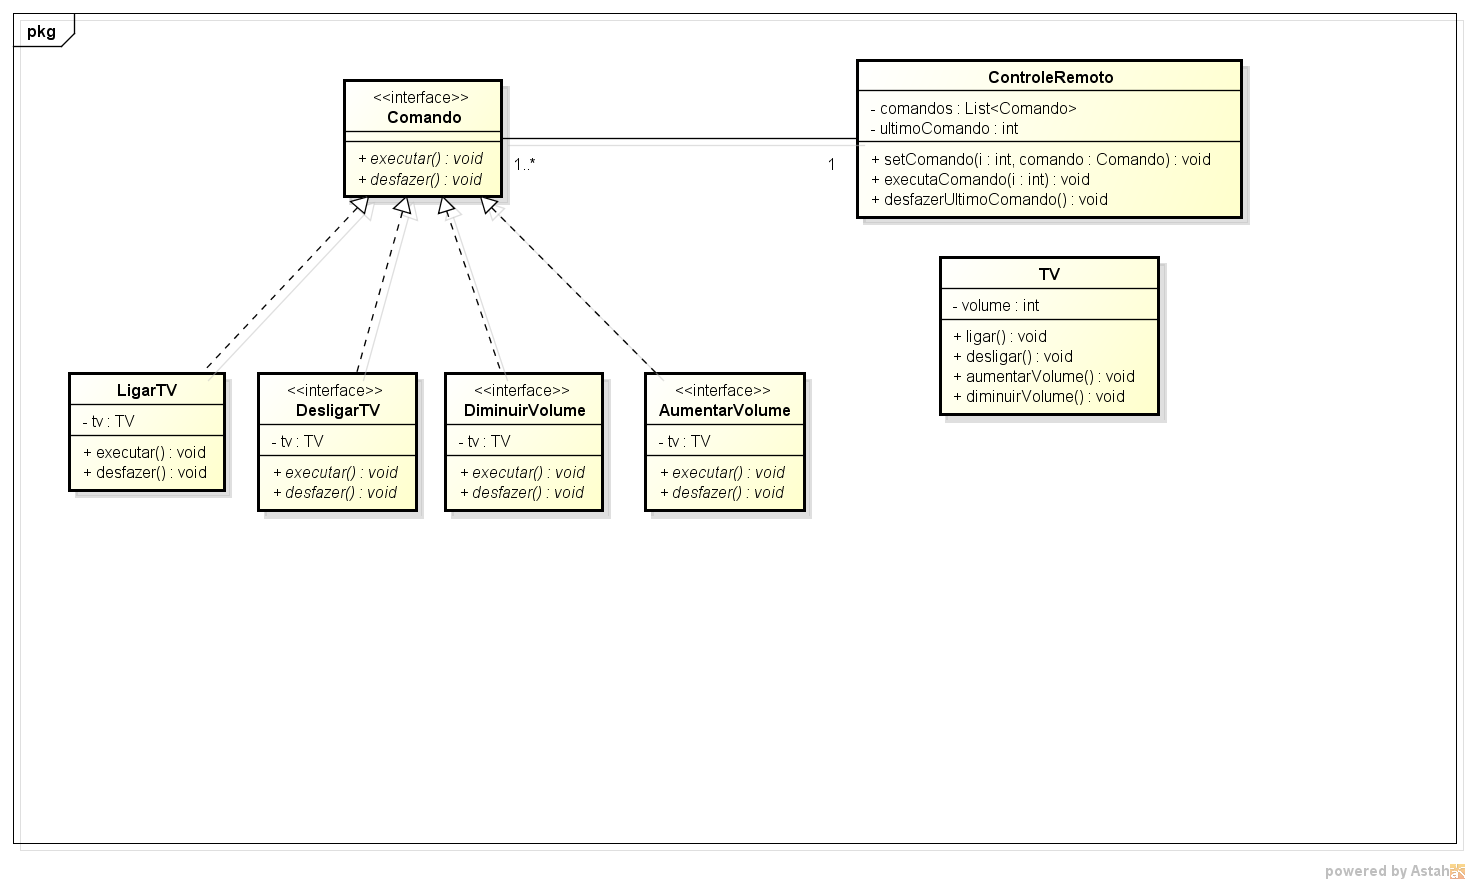 pkg
<<interface>>
Comando
+ executar() : void
+ desfazer() : void
1..*
1
ControleRemoto
- comandos : List<Comando>
- ultimoComando : int
+ setComando(i : int, comando : Comando) : void
+ executaComando(i : int) : void
+ desfazerUltimoComando() : void
TV
- volume : int
+ ligar() : void
+ desligar() : void
+ aumentarVolume() : void
+ diminuirVolume() : void
LigarTV
- tv : TV
+ executar() : void
+ desfazer() : void
<<interface>>
DesligarTV
- tv : TV
+ executar() : void
+ desfazer() : void
<<interface>>
DiminuirVolume
- tv : TV
+ executar() : void
+ desfazer() : void
<<interface>>
AumentarVolume
- tv : TV
+ executar() : void
+ desfazer() : void
powered by Astah